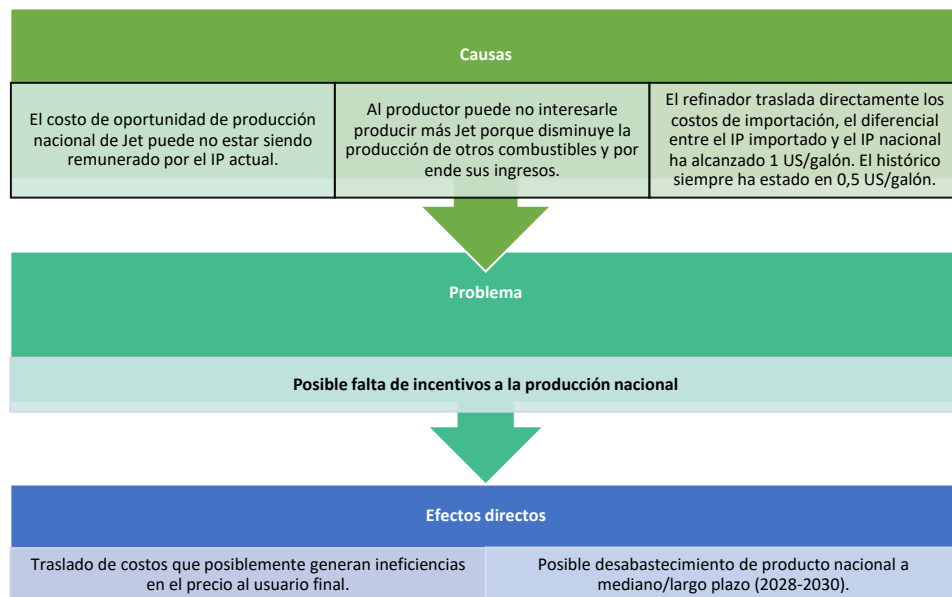 Causas
El costo de oportunidad de producción
nacional de Jet puede no estar siendo
remunerado por el IP actual.
Al productor puede no interesarle
producir más Jet porque disminuye la
producción de otros combustibles y por
ende sus ingresos.
El refinador traslada directamente los
costos de importación, el diferencial
entre el IP importado y el IP nacional
ha alcanzado 1 US/galón. El histórico
siempre ha estado en 0,5 US/galón.
Problema
Posible falta de incentivos a la producción nacional
Efectos directos
Traslado de costos que posiblemente generan ineficiencias
en el precio al usuario final.
Posible desabastecimiento de producto nacional a
mediano/largo plazo (2028-2030).